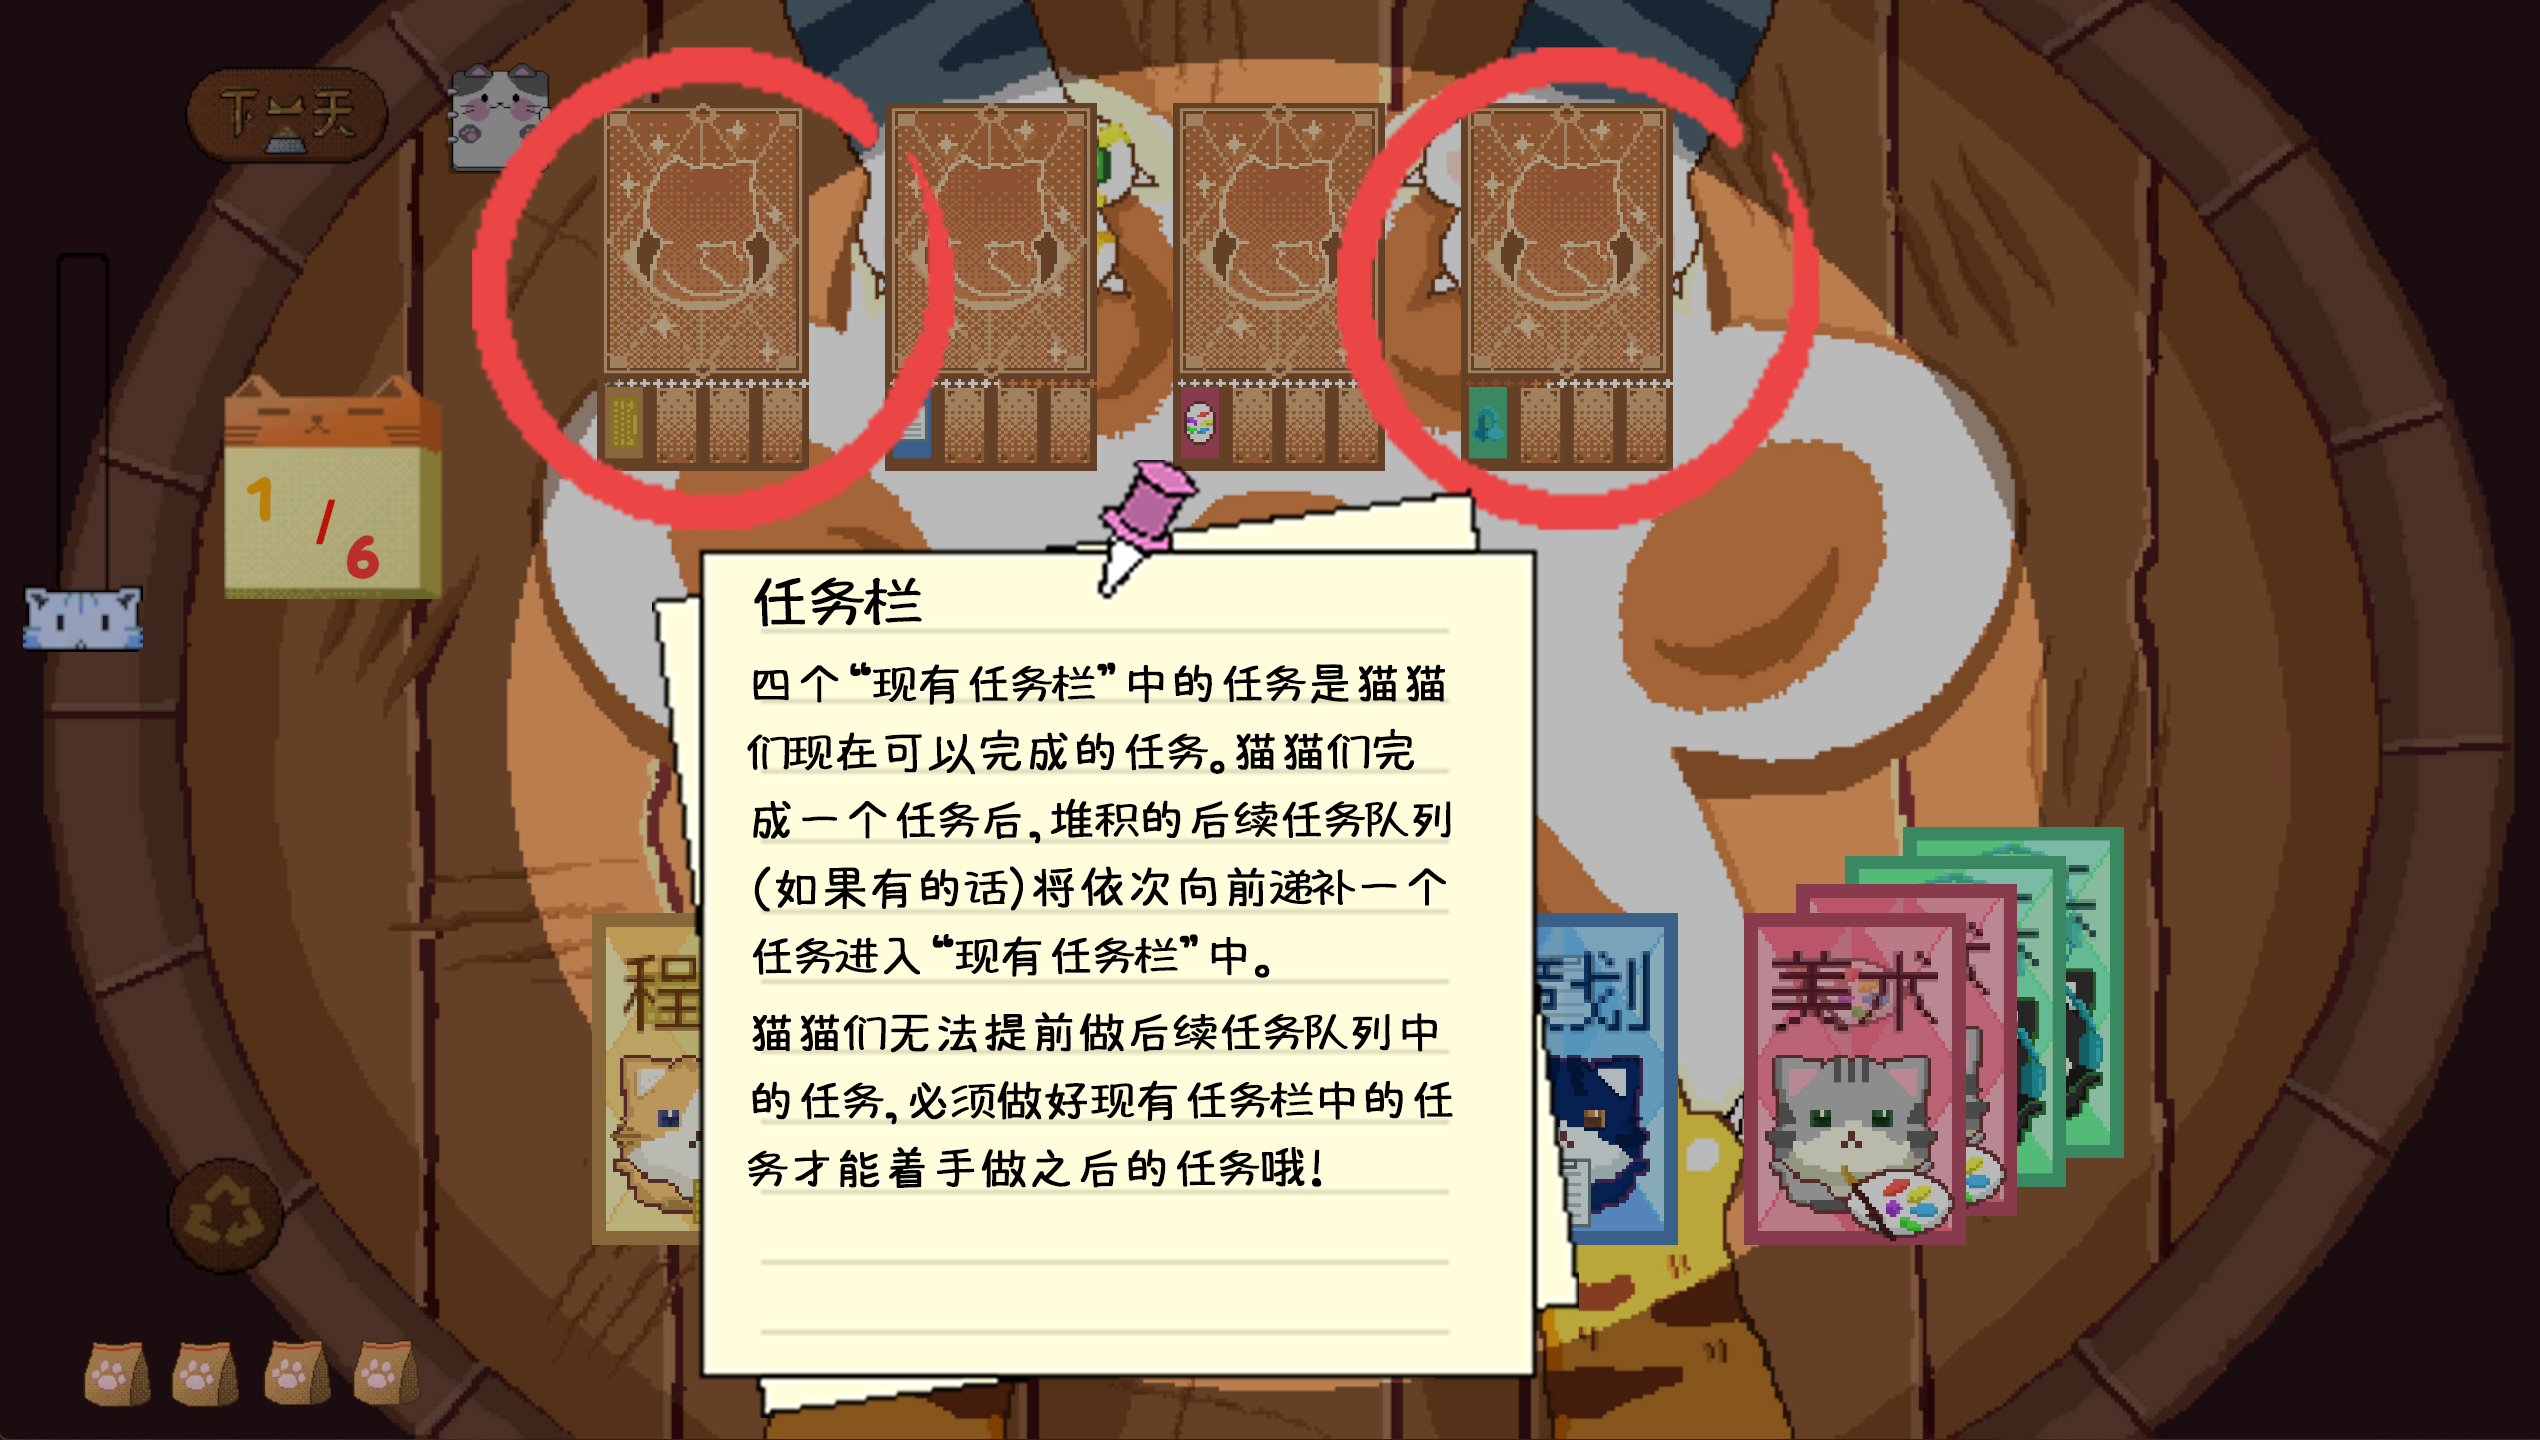 下一天
1 / 6
任务栏
四个“现有任务栏”中的任务是猫猫
们现在可以完成的任务。猫猫们完
成一个任务后,堆积的后续任务队列
(如果有的话)将依次向前递补一个
任务进入“现有任务栏”中。
猫猫们无法提前做后续任务队列中
的任务,必须做好现有任务栏中的任
务才能着手做之后的任务哦!
程
划
美术